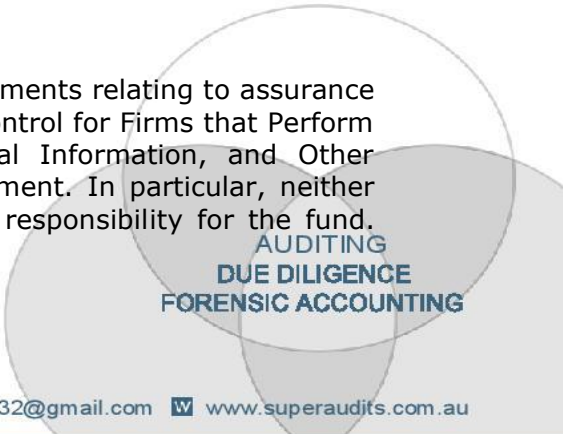 ments relating to assurance
ontrol for Firms that Perform
al Information, and Other
ment. In particular, neither
responsibility for the fund.
AUDITING
DUE DILIGENCE
FORENSIC ACCOUNTING
32@gmail.com W www.superaudits.com.au